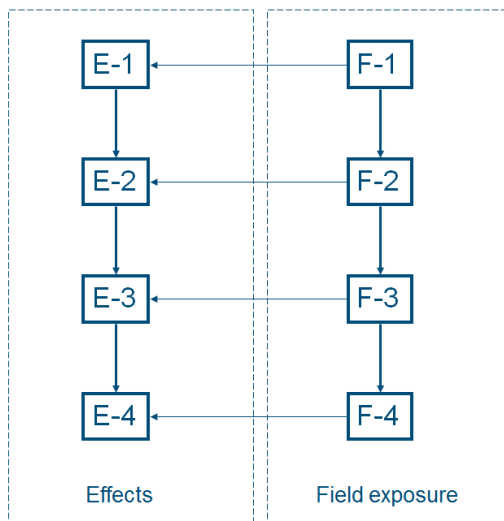 E-1 F-1
E-2 F-2
E-3 F-3
E-4 F-4
Effects Field exposure